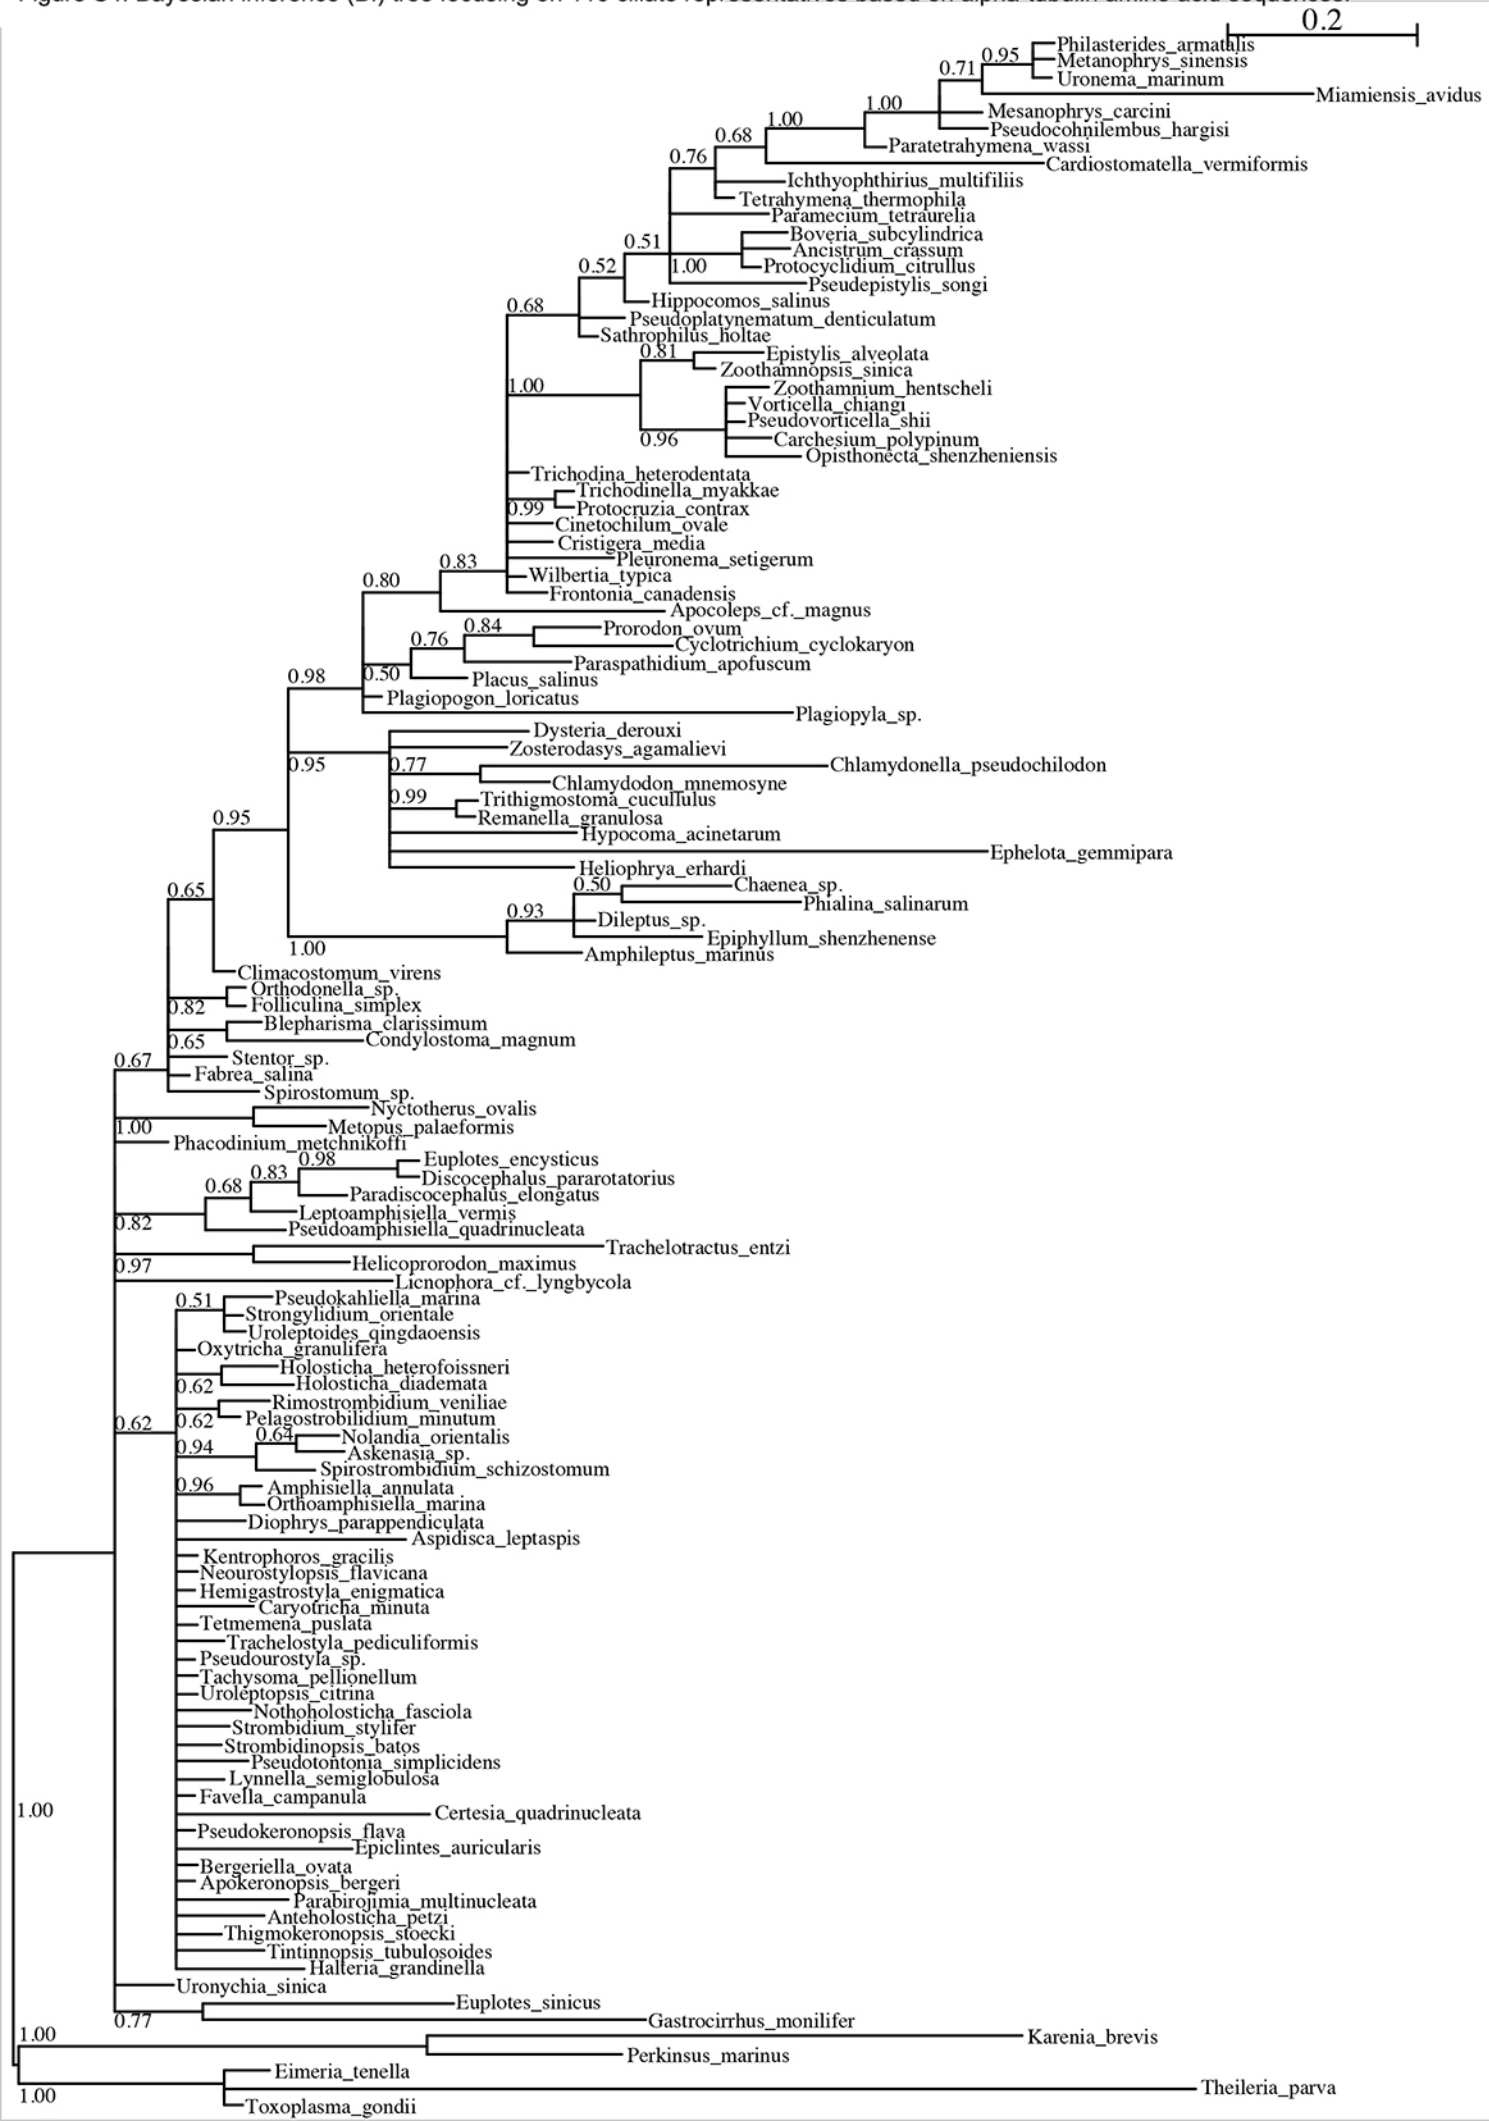 0.2
Philasterides_armatalis
0.95
Metanophrys_sinensis
0.71
Uronema_marinum
Miamiensis_avidus
1.00
Mesanophrys_carcini
1.00
Pseudocohnilembus_hargisi
0.68
Paratetrahymena_wassi
0.76
Cardiostomatella_vermiformis
Ichthyophthirius_multifiliis
Tetrahymena_thermophila
Paramecium_tetraurelia
Boveria_subcylindrica
0.51
Ancistrum_crassum
0.52
1.00
Protocyclidium_citrullus
Pseudepistylis_songi
Hippocomos_salinus
0.68
Pseudoplatynematum_denticulatum
Sathrophilus_holtae
0.81
Epistylis_alveolata
Zoothamnopsis_sinica
1.00
Zoothamnium_hentscheli
Vorticella_chiangi
Pseudovorticella_shii
0.96
Carchesium_polypinum
Opisthonecta_shenzheniensis
Trichodina_heterodentata
Trichodinella_myakkae
0.99
Protocruzia_contrax
Cinetochilum_ovale
Cristigera_media
0.83
Pleuronema_setigerum
0.80
Wilbertia_typica
Frontonia_canadensis
Apocoleps_cf._magnus
0.84
Prorodon_ovum
0.76
Cyclotrichium_cyclokaryon
Paraspathidium_apofuscum
0.98
0.50
Placus_salinus
Plagiopogon_loricatus
Plagiopyla_sp.
Dysteria_derouxi
Zosterodasys_agamalievi
0.95
0.77
Chlamydonella_pseudochilodon
Chlamydodon_mnemosyne
0.99
Trithigmostoma_cucullulus
0.95
Remanella_granulosa
Hypocoma_acinetarum
Ephelota_gemmipara
Heliophrya_erhardi
0.65
0.50
Chaenea_sp.
Phialina_salinarum
0.93
Dileptus_sp.
Epiphyllum_shenzhenense
1.00
Amphileptus_marinus
Climacostomum_virens
Orthodonella_sp.
0.82
Folliculina_simplex
Blepharisma_clarissimum
0.65
Condylostoma_magnum
0.67
Stentor_sp.
Fabrea_salina
Spirostomum_sp.
Nyctotherus_ovalis
1.00
Metopus_palaeformis
Phacodinium_metchnikoffi
0.98
Euplotes_encysticus
0.83
Discocephalus_pararotatorius
0.68
Paradiscocephalus_elongatus
Leptoamphisiella_vermis
0.82
Pseudoamphisiella_quadrinucleata
Trachelotractus_entzi
0.97
Helicoprorodon_maximus
Licnophora_cf._lyngbycola
0.51
Pseudokahliella_marina
Strongylidium_orientale
Uroleptoides_qingdaoensis
Oxytricha_granulifera
Holosticha_heterofoissneri
0.62
Holosticha_diademata
Rimostrombidium_veniliae
0.62
0.62
Pelagostrobilidium_minutum
0.64
Nolandia_orientalis
0.94
Askenasia_sp.
Spirostrombidium_schizostomum
0.96
Amphisiella_annulata
Orthoamphisiella_marina
Diophrys_parappendiculata
Aspidisca_leptaspis
Kentrophoros_gracilis
Neourostylopsis_flavicana
Hemigastrostyla_enigmatica
Caryotricha_minuta
Tetmemena_puslata
Trachelostyla_pediculiformis
Pseudourostyla_sp.
Tachysoma_pellionellum
Uroleptopsis_citrina
Nothoholosticha_fasciola
Strombidium_stylifer
Strombidinopsis_batos
Pseudotontonia_simplicidens
Lynnella_semiglobulosa
Favella_campanula
1.00
Certesia_quadrinucleata
Pseudokeronopsis_flava
Epiclintes_auricularis
Bergeriella_ovata
Apokeronopsis_bergeri
Parabirojimia_multinucleata
Anteholosticha_petzi
Thigmokeronopsis_stoecki
Tintinnopsis_tubulosoides
Halteria_grandinella
Uronychia_sinica
Euplotes_sinicus
0.77
Gastrocirrhus_monilifer
1.00
Karenia_brevis
Perkinsus_marinus
Eimeria_tenella
1.00
Theileria_parva
Toxoplasma_gondii